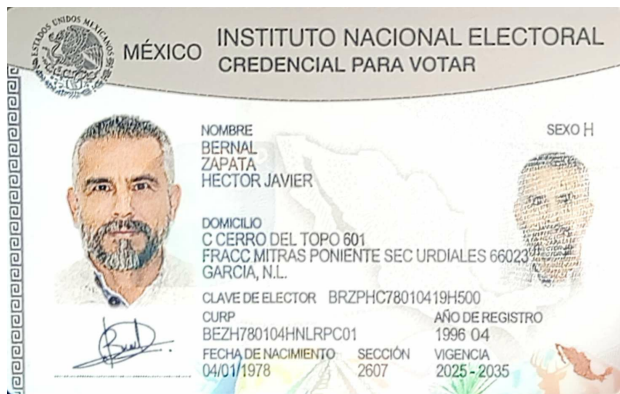 ESTADOS UNIDOS MEXICANOS
MÉXICO INSTITUTO NACIONAL ELECTORAL
CREDENCIAL PARA VOTAR
NOMBRE SEXO H
BERNAL
ZAPATA
HECTOR JAVIER
DOMICILIO
C CERRO DEL TOPO 601
FRACC MITRAS PONIENTE SEC URDIALES 66023
GARCIA, N.L.
CLAVE DE ELECTOR BRZPHC78010419H500
CURP AÑO DE REGISTRO
BEZH780104HNLRPC01 1996 04
FECHA DE NACIMIENTO SECCIÓN VIGENCIA
04/01/1978 2607 2025 - 2035